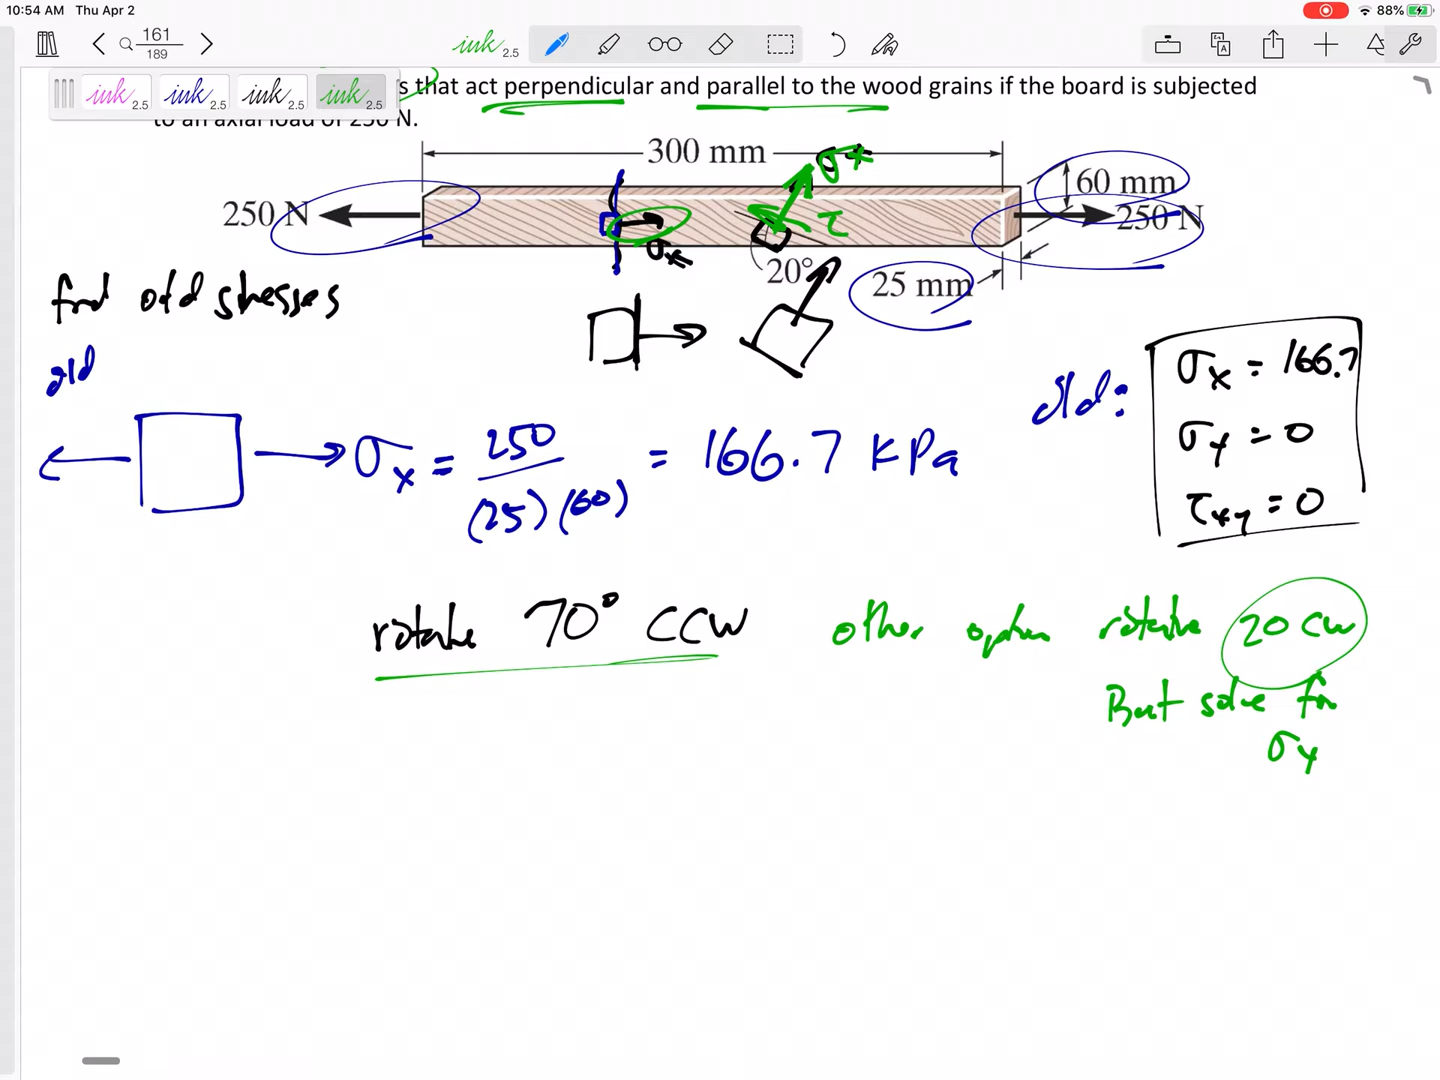 10:54 AM Thu Apr 2
88%
161
189
ink 2.5
ink 2.5
ink 2.5
ink 2.5
ink 2.5
s that act perpendicular and parallel to the wood grains if the board is subjected
to an axial load of 250 N.
300 mm
σx
60 mm
250 N
τ
250 N
σx
20°
25 mm
find old stresses
old
σx = 250 / (25)(60) = 166.7 kPa
old:
σx = 166.7
σy = 0
τxy = 0
rotate 70° CCW
other option rotate 20 CW
But solve for
σy